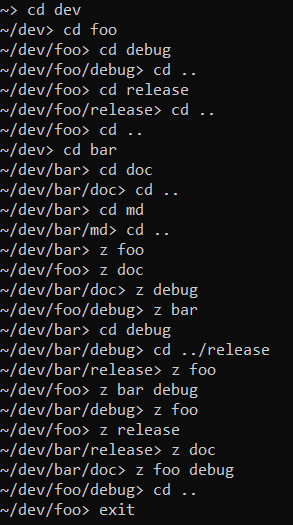 ~> cd dev
~/dev> cd foo
~/dev/foo> cd debug
~/dev/foo/debug> cd ..
~/dev/foo> cd release
~/dev/foo/release> cd ..
~/dev/foo> cd ..
~/dev> cd bar
~/dev/bar> cd doc
~/dev/bar/doc> cd ..
~/dev/bar> cd md
~/dev/bar/md> cd ..
~/dev/bar> z foo
~/dev/foo> z doc
~/dev/bar/doc> z debug
~/dev/foo/debug> z bar
~/dev/bar> cd debug
~/dev/bar/debug> cd ../release
~/dev/bar/release> z foo
~/dev/foo> z bar debug
~/dev/bar/debug> z foo
~/dev/foo> z release
~/dev/bar/release> z doc
~/dev/bar/doc> z foo debug
~/dev/foo/debug> cd ..
~/dev/foo> exit